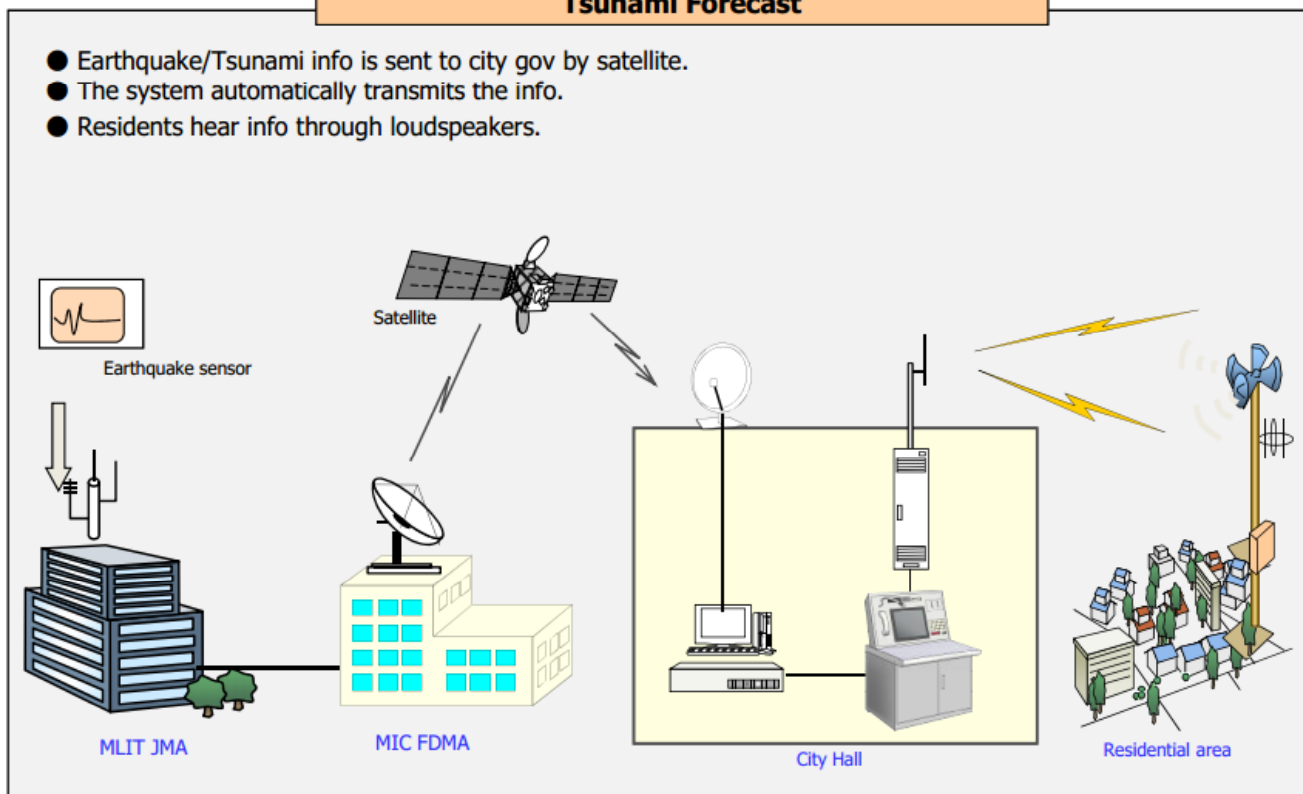 Tsunami Forecast
● Earthquake/Tsunami info is sent to city gov by satellite.
● The system automatically transmits the info.
● Residents hear info through loudspeakers.
Satellite
Earthquake sensor
MLIT JMA
MIC FDMA
City Hall
Residential area